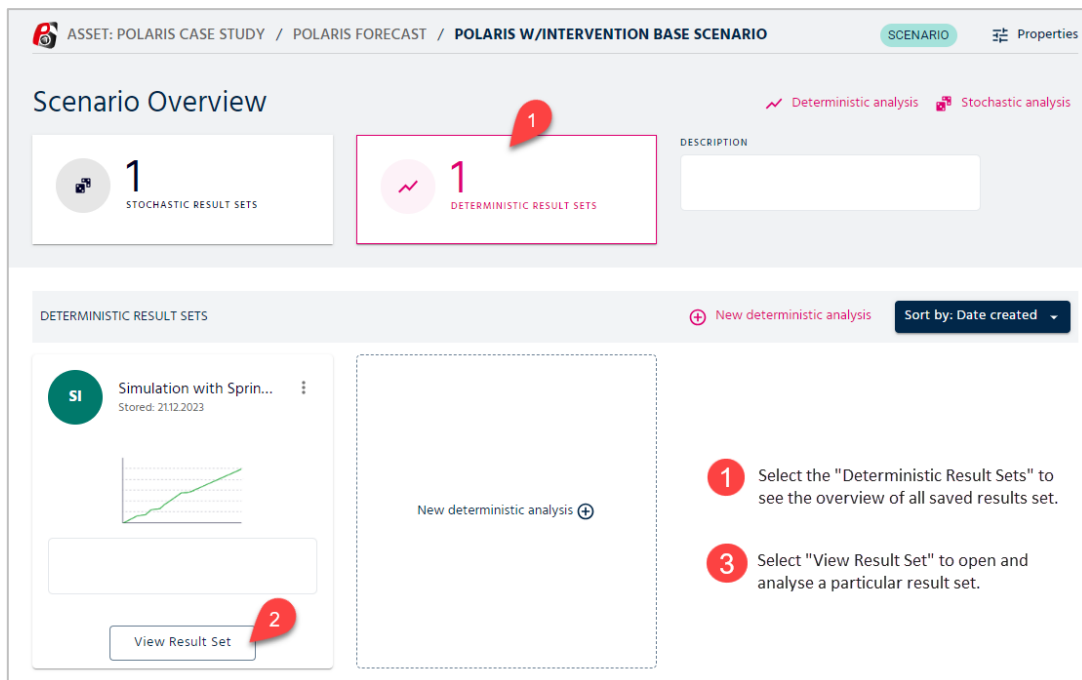 ASSET: POLARIS CASE STUDY / POLARIS FORECAST / POLARIS W/INTERVENTION BASE SCENARIO
SCENARIO
Properties
Scenario Overview
Deterministic analysis
Stochastic analysis
1
1
STOCHASTIC RESULT SETS
1
DETERMINISTIC RESULT SETS
DESCRIPTION
DETERMINISTIC RESULT SETS
New deterministic analysis
Sort by: Date created
SI
Simulation with Sprin...
Stored: 21.12.2023
New deterministic analysis
View Result Set
2
1
Select the "Deterministic Result Sets" to
see the overview of all saved results set.
3
Select "View Result Set" to open and
analyse a particular result set.